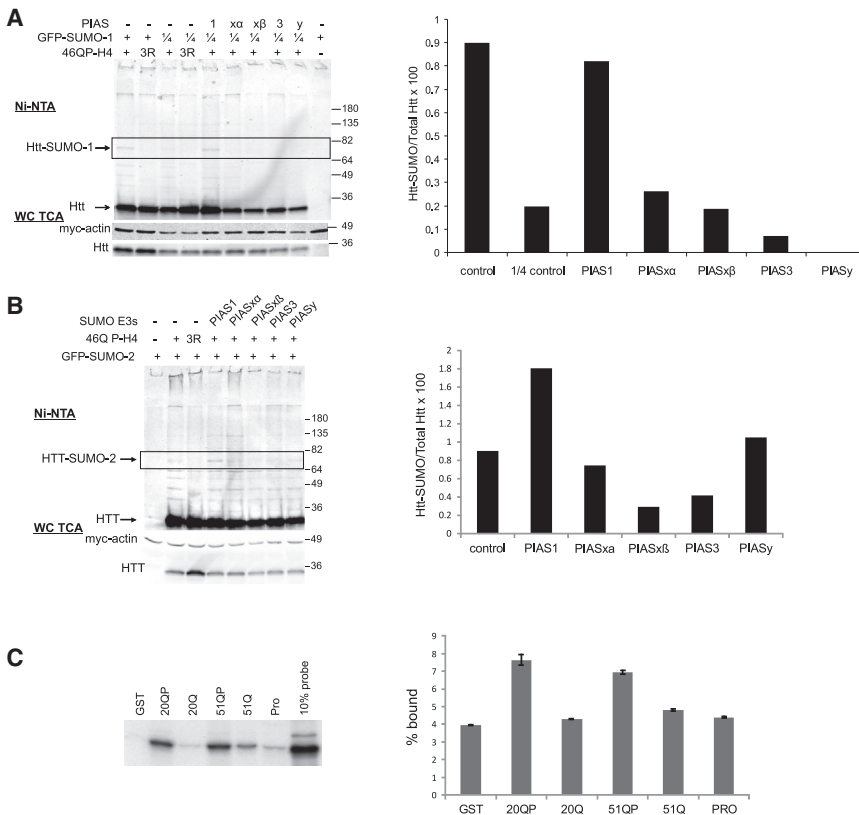 A
PIAS - - - - 1 xα xβ 3 y -
GFP-SUMO-1 + + ¼ ¼ ¼ ¼ ¼ ¼ ¼ +
46QP-H4 + 3R + 3R + + + + + -
Ni-NTA
180
135
Htt-SUMO-1
82
64
49
36
Htt
WC TCA
myc-actin
49
Htt
36
Htt-SUMO/Total Htt x 100
1
0.9
0.8
0.7
0.6
0.5
0.4
0.3
0.2
0.1
0
control 1/4 control PIAS1 PIASxα PIASxβ PIAS3 PIASy
B
SUMO E3s - - - PIAS1 PIASxα PIASxß PIAS3 PIASy
46Q P-H4 - + 3R + + + + +
GFP-SUMO-2 + + + + + + + +
Ni-NTA
180
135
82
HTT-SUMO-2
64
49
36
HTT
WC TCA
myc-actin
49
HTT
36
Htt-SUMO/Total Htt x 100
2
1.8
1.6
1.4
1.2
1
0.8
0.6
0.4
0.2
0
control PIAS1 PIASxa PIASxß PIAS3 PIASy
C
GST 20QP 20Q 51QP 51Q Pro 10% probe
% bound
9
8
7
6
5
4
3
2
1
0
GST 20QP 20Q 51QP 51Q PRO